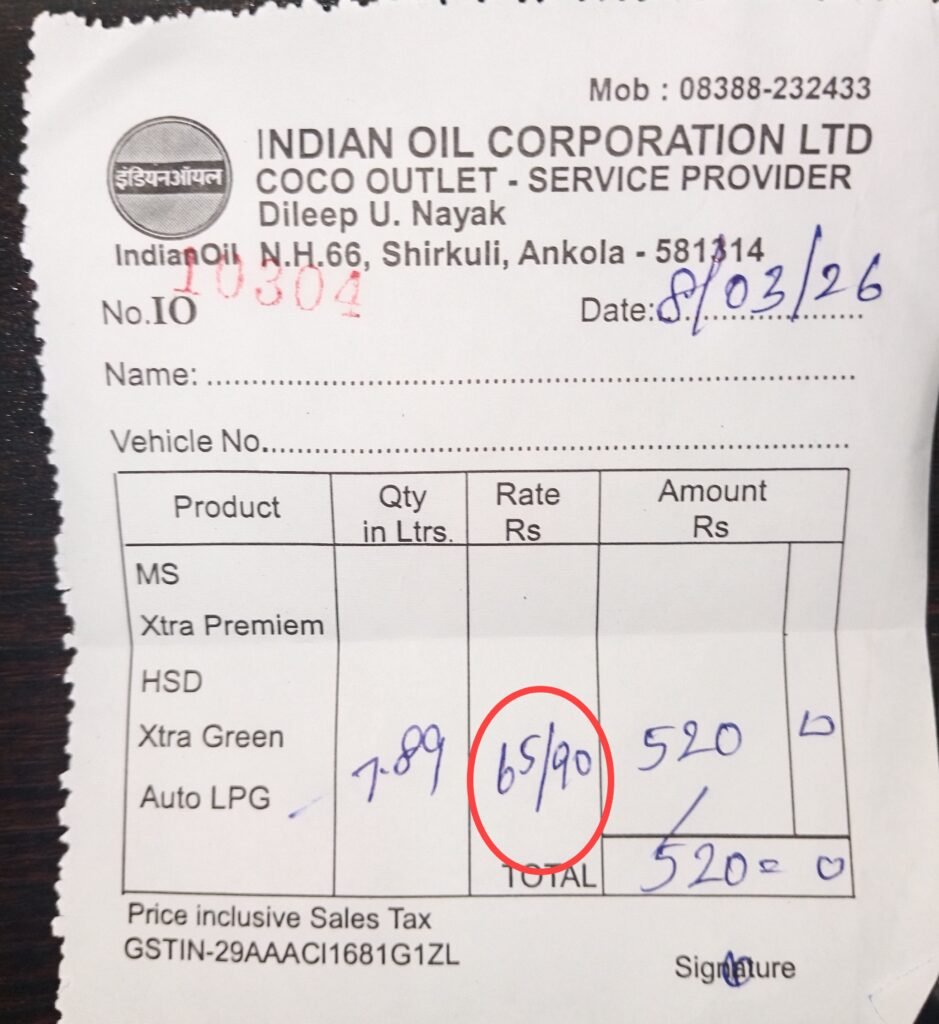 Mob : 08388-232433
INDIAN OIL CORPORATION LTD
इंडियनऑयल
COCO OUTLET - SERVICE PROVIDER
Dileep U. Nayak
IndianOil N.H.66, Shirkuli, Ankola - 581314
10304
No.IO Date: 8/03/26
Name:
Vehicle No.
Product Qty in Ltrs. Rate Rs Amount Rs
MS
Xtra Premiem
HSD
Xtra Green
Auto LPG 7.89 65/90 520 0
TOTAL 520= 0
Price inclusive Sales Tax
GSTIN-29AAACI1681G1ZL
Signature